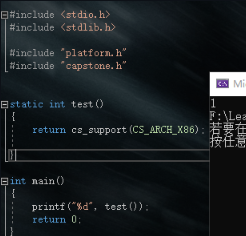 #include <stdio.h>
#include <stdlib.h>
#include "platform.h"
#include "capstone.h"
static int test()
{
return cs_support(CS_ARCH_X86);
}
int main()
{
printf("%d", test());
return 0;
Mi
1
F:\Les
若要在
按任意